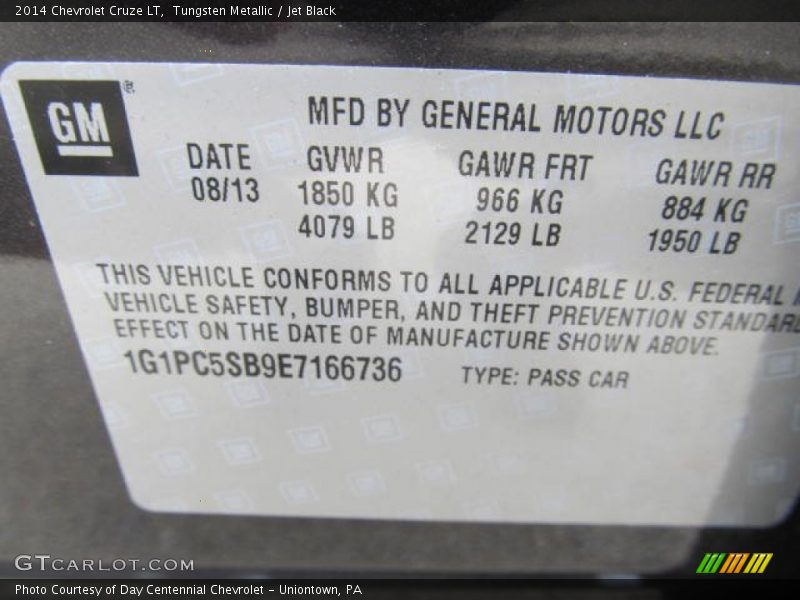 2014 Chevrolet Cruze LT,  Tungsten Metallic / Jet Black
GM®
MFD BY GENERAL MOTORS LLC
DATE GVWR GAWR FRT GAWR RR
08/13 1850 KG 966 KG 884 KG
4079 LB 2129 LB 1950 LB
THIS VEHICLE CONFORMS TO ALL APPLICABLE U.S. FEDERAL
VEHICLE SAFETY, BUMPER, AND THEFT PREVENTION STANDARD
EFFECT ON THE DATE OF MANUFACTURE SHOWN ABOVE.
1G1PC5SB9E7166736 TYPE: PASS CAR
GTCARLOT.COM
Photo Courtesy of Day Centennial Chevrolet - Uniontown, PA